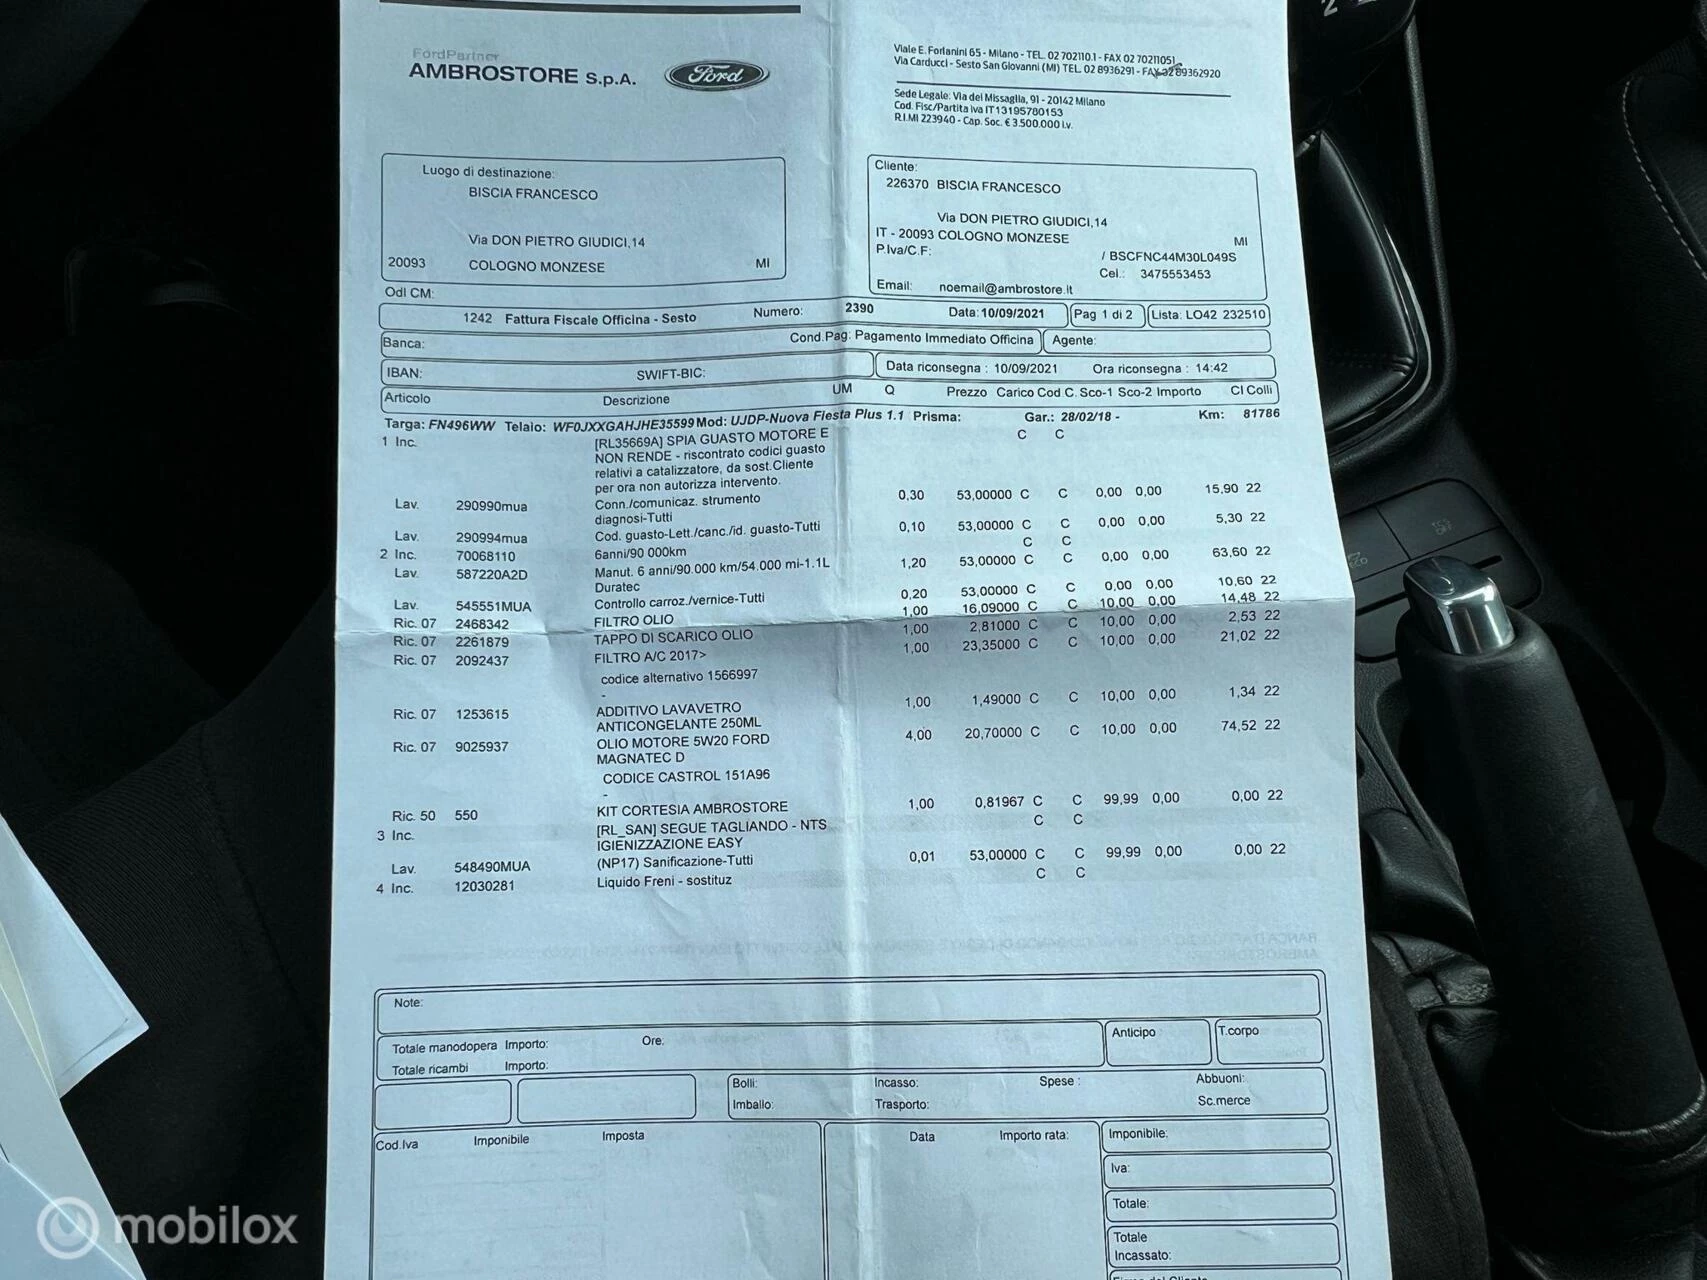 FordPartner
AMBROSTORE S.p.A.
Ford
Viale E. Forlanini 65 - Milano - TEL. 02 702110.1 - FAX 02 70211051
Via Carducci - Sesto San Giovanni (MI) TEL. 02 8936291 - FAX 02 89362920
Sede Legale: Via dei Missaglia, 91 - 20142 Milano
Cod. Fisc/Partita iva IT13195780153
R.I.MI 223940 - Cap. Soc. € 3.500.000 i.v.
Luogo di destinazione:
BISCIA FRANCESCO
Via DON PIETRO GIUDICI,14
20093 COLOGNO MONZESE MI
Cliente:
226370 BISCIA FRANCESCO
Via DON PIETRO GIUDICI,14
IT - 20093 COLOGNO MONZESE MI
P.Iva/C.F: / BSCFNC44M30L049S
Cel.: 3475553453
Email: noemail@ambrostore.it
Odl CM:
1242 Fattura Fiscale Officina - Sesto Numero: 2390 Data: 10/09/2021 Pag 1 di 2 Lista: LO42 232510
Banca: Cond.Pag: Pagamento Immediato Officina Agente:
IBAN: SWIFT-BIC: Data riconsegna : 10/09/2021 Ora riconsegna : 14:42
Articolo Descrizione UM Q Prezzo Carico Cod C. Sco-1 Sco-2 Importo CI Colli
Targa: FN496WW Telaio: WF0JXXGAHJHE35599 Mod: UJDP-Nuova Fiesta Plus 1.1 Prisma: Gar.: 28/02/18 - Km: 81786
1 Inc. [RL35669A] SPIA GUASTO MOTORE E C C
NON RENDE - riscontrato codici guasto
relativi a catalizzatore, da sost.Cliente
per ora non autorizza intervento.
Lav. 290990mua Conn./comunicaz. strumento 0,30 53,00000 C C 0,00 0,00 15,90 22
diagnosi-Tutti
Lav. 290994mua Cod. guasto-Lett./canc./id. guasto-Tutti 0,10 53,00000 C C 0,00 0,00 5,30 22
2 Inc. 70068110 6anni/90 000km C C
Lav. 587220A2D Manut. 6 anni/90.000 km/54.000 mi-1.1L 1,20 53,00000 C C 0,00 0,00 63,60 22
Duratec
Lav. 545551MUA Controllo carroz./vernice-Tutti 0,20 53,00000 C C 0,00 0,00 10,60 22
Ric. 07 2468342 FILTRO OLIO 1,00 16,09000 C C 10,00 0,00 14,48 22
Ric. 07 2261879 TAPPO DI SCARICO OLIO 1,00 2,81000 C C 10,00 0,00 2,53 22
Ric. 07 2092437 FILTRO A/C 2017> 1,00 23,35000 C C 10,00 0,00 21,02 22
codice alternativo 1566997
-
Ric. 07 1253615 ADDITIVO LAVAVETRO 1,00 1,49000 C C 10,00 0,00 1,34 22
ANTICONGELANTE 250ML
Ric. 07 9025937 OLIO MOTORE 5W20 FORD 4,00 20,70000 C C 10,00 0,00 74,52 22
MAGNATEC D
CODICE CASTROL 151A96
-
Ric. 50 550 KIT CORTESIA AMBROSTORE 1,00 0,81967 C C 99,99 0,00 0,00 22
3 Inc. [RL_SAN] SEGUE TAGLIANDO - NTS C C
IGIENIZZAZIONE EASY
Lav. 548490MUA (NP17) Sanificazione-Tutti 0,01 53,00000 C C 99,99 0,00 0,00 22
4 Inc. 12030281 Liquido Freni - sostituz C C
Note:
Totale manodopera Importo: Ore: Anticipo T.corpo
Totale ricambi Importo:
Bolli: Incasso: Spese : Abbuoni:
Imballo: Trasporto: Sc.merce
Cod.Iva Imponibile Imposta Data Importo rata: Imponibile:
Iva:
Totale:
Totale
Incassato:
mobilox